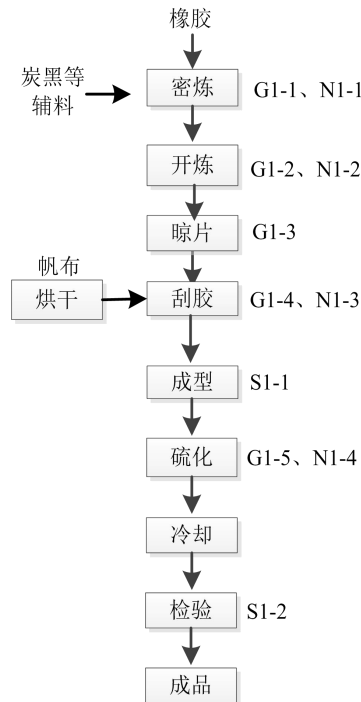 橡胶
炭黑等
辅料
密炼
G1-1、N1-1
开炼
G1-2、N1-2
晾片
G1-3
帆布
烘干
刮胶
G1-4、N1-3
成型
S1-1
硫化
G1-5、N1-4
冷却
检验
S1-2
成品